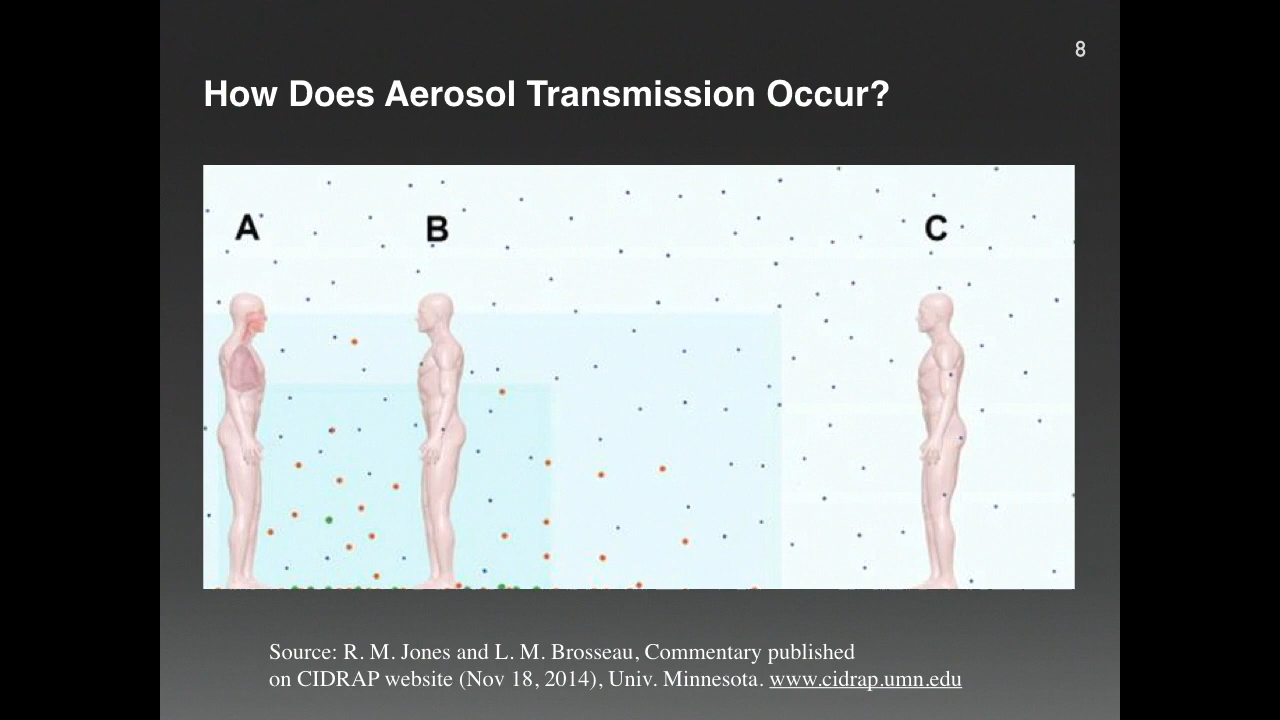 8
How Does Aerosol Transmission Occur?
A B C
Source: R. M. Jones and L. M. Brosseau, Commentary published
on CIDRAP website (Nov 18, 2014), Univ. Minnesota. www.cidrap.umn.edu